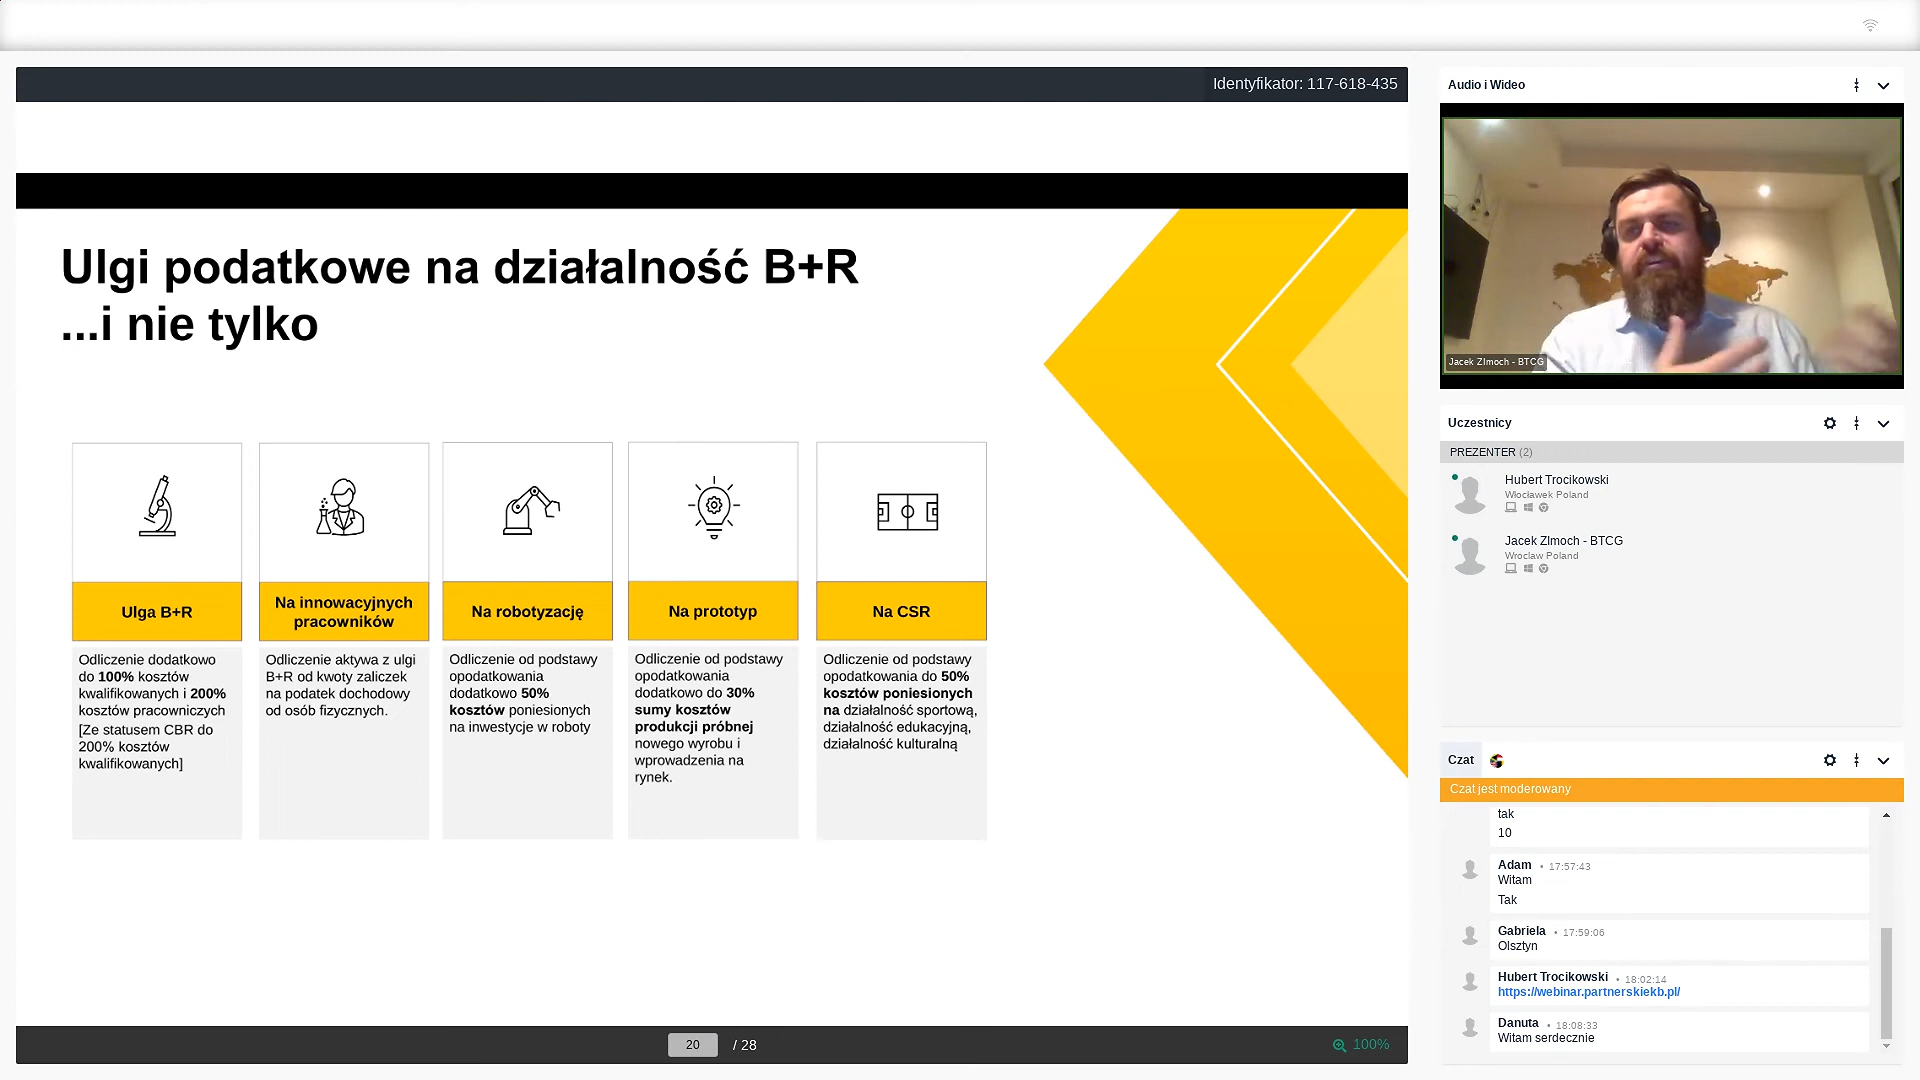 Identyfikator: 117-618-435
Ulgi podatkowe na działalność B+R
...i nie tylko
Ulga B+R
Odliczenie dodatkowo
do 100% kosztów
kwalifikowanych i 200%
kosztów pracowniczych
[Ze statusem CBR do
200% kosztów
kwalifikowanych]
Na innowacyjnych
pracowników
Odliczenie aktywa z ulgi
B+R od kwoty zaliczek
na podatek dochodowy
od osób fizycznych.
Na robotyzację
Odliczenie od podstawy
opodatkowania
dodatkowo 50%
kosztów poniesionych
na inwestycje w roboty
Na prototyp
Odliczenie od podstawy
opodatkowania
dodatkowo do 30%
sumy kosztów
produkcji próbnej
nowego wyrobu i
wprowadzenia na
rynek.
Na CSR
Odliczenie od podstawy
opodatkowania do 50%
kosztów poniesionych
na działalność sportową,
działalność edukacyjną,
działalność kulturalną
20 / 28
100%
Audio i Wideo
Jacek ZImoch - BTCG
Uczestnicy
PREZENTER (2)
Hubert Trocikowski
Włocławek Poland
Jacek ZImoch - BTCG
Wroclaw Poland
Czat
Czat jest moderowany
tak
10
Adam • 17:57:43
Witam
Tak
Gabriela • 17:59:06
Olsztyn
Hubert Trocikowski • 18:02:14
https://webinar.partnerskiekb.pl/
Danuta • 18:08:33
Witam serdecznie